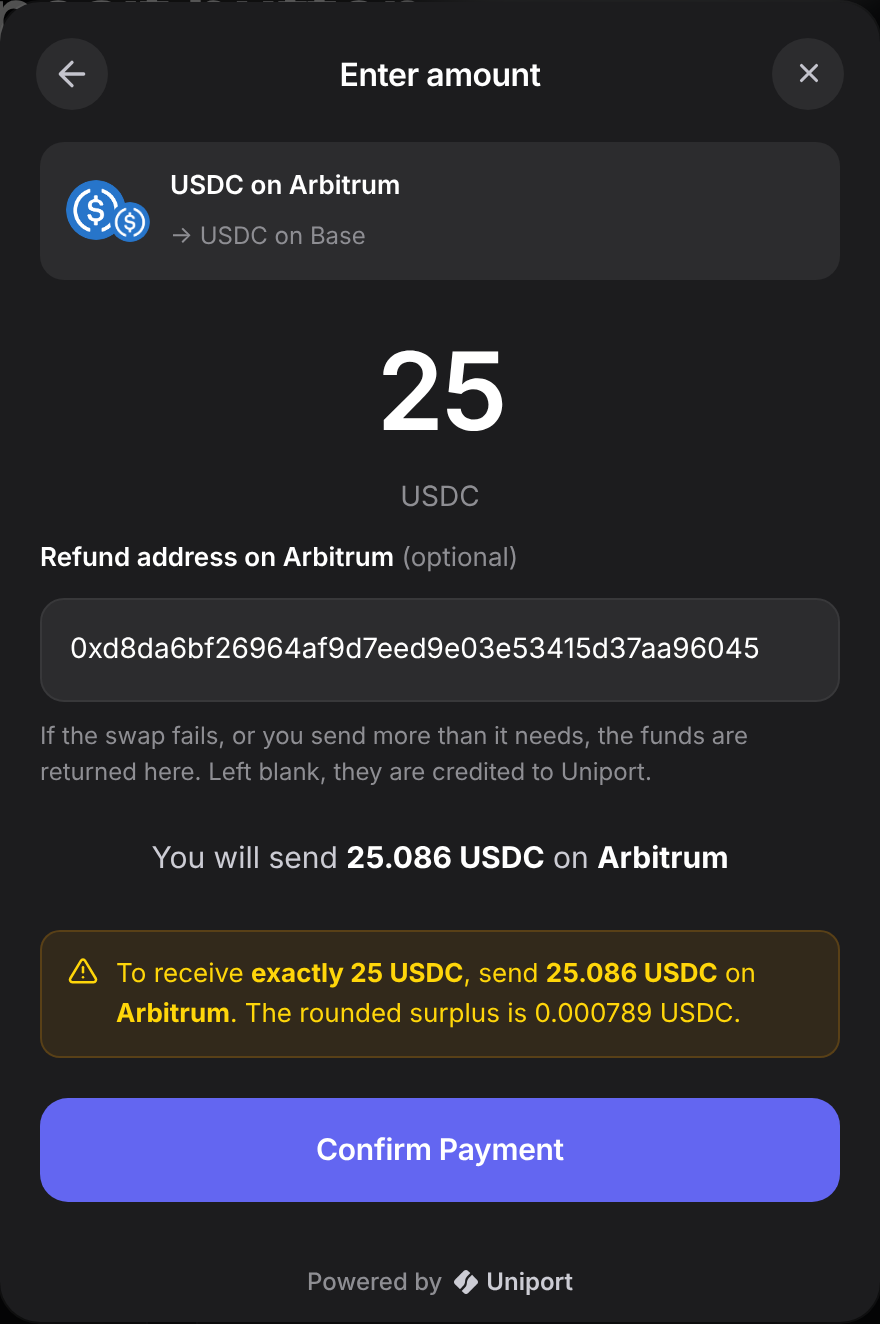 Enter amount
USDC on Arbitrum
→ USDC on Base
25
USDC
Refund address on Arbitrum (optional)
0xd8da6bf26964af9d7eed9e03e53415d37aa96045
If the swap fails, or you send more than it needs, the funds are
returned here. Left blank, they are credited to Uniport.
You will send 25.086 USDC on Arbitrum
To receive exactly 25 USDC, send 25.086 USDC on
Arbitrum. The rounded surplus is 0.000789 USDC.
Confirm Payment
Powered by Uniport